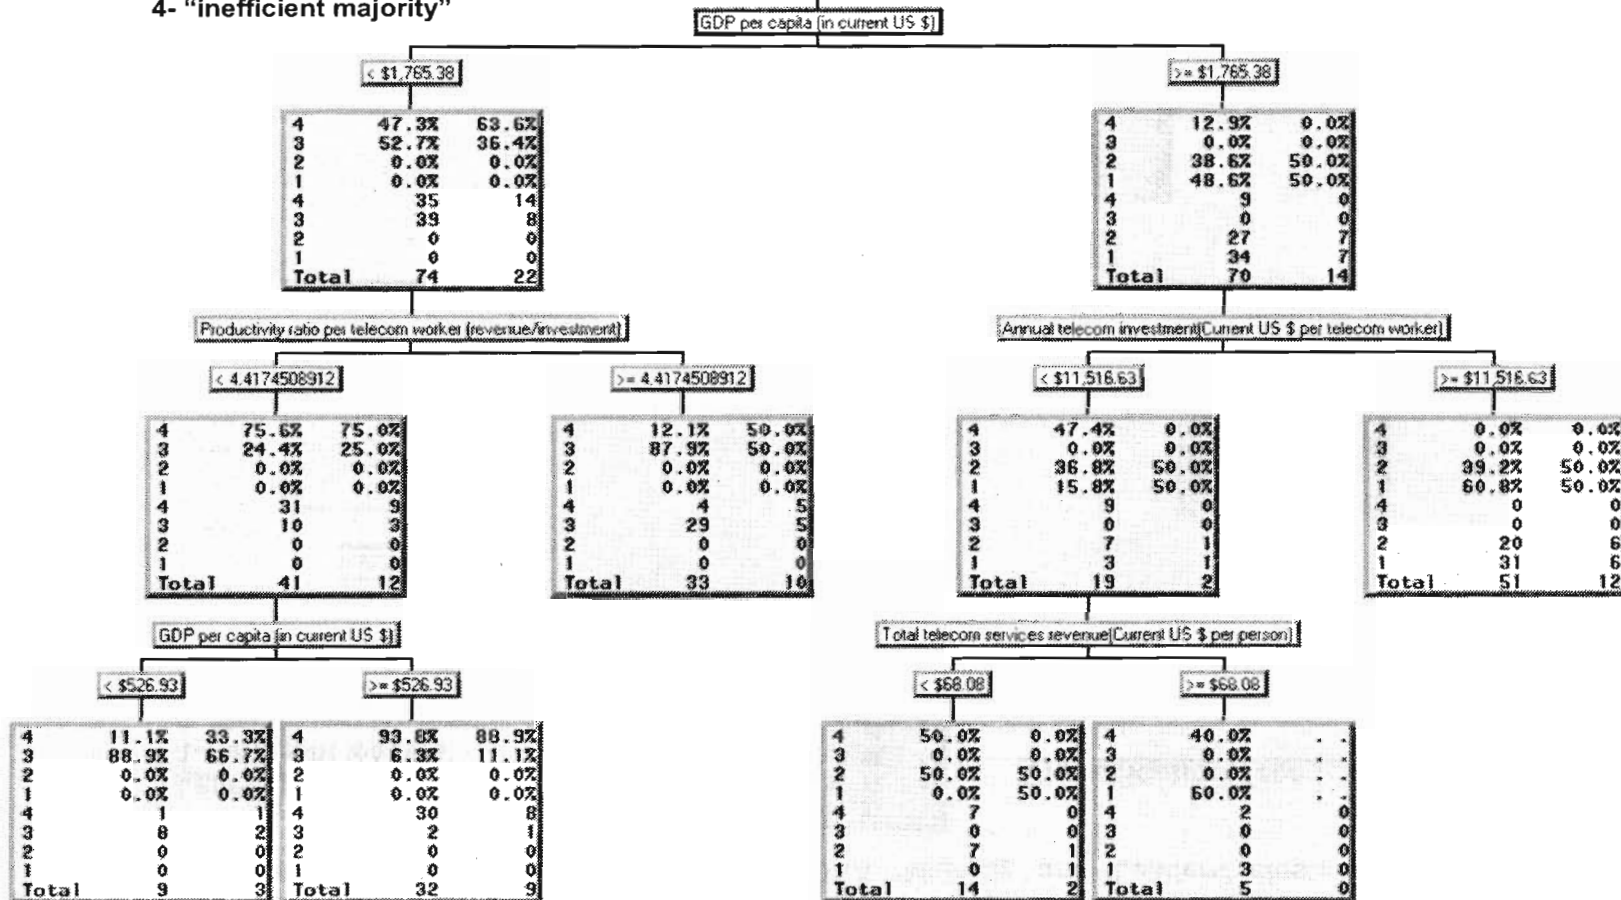 4- “inefficient majority”
GDP per capita (in current US $)
< $1,765.38
>= $1,765.38
4 47.3% 63.6%
3 52.7% 36.4%
2 0.0% 0.0%
1 0.0% 0.0%
4 35 14
3 39 8
2 0 0
1 0 0
Total 74 22
4 12.9% 0.0%
3 0.0% 0.0%
2 38.6% 50.0%
1 48.6% 50.0%
4 9 0
3 0 0
2 27 7
1 34 7
Total 70 14
Productivity ratio per telecom worker (revenue/investment)
Annual telecom investment(Current US $ per telecom worker)
< 4.4174508912
>= 4.4174508912
< $11,516.63
>= $11,516.63
4 75.6% 75.0%
3 24.4% 25.0%
2 0.0% 0.0%
1 0.0% 0.0%
4 31 9
3 10 3
2 0 0
1 0 0
Total 41 12
4 12.1% 50.0%
3 87.9% 50.0%
2 0.0% 0.0%
1 0.0% 0.0%
4 4 5
3 29 5
2 0 0
1 0 0
Total 33 10
4 47.4% 0.0%
3 0.0% 0.0%
2 36.8% 50.0%
1 15.8% 50.0%
4 9 0
3 0 0
2 7 1
1 3 1
Total 19 2
4 0.0% 0.0%
3 0.0% 0.0%
2 39.2% 50.0%
1 60.8% 50.0%
4 0 0
3 0 0
2 20 6
1 31 6
Total 51 12
GDP per capita (in current US $)
Total telecom services revenue(Current US $ per person)
< $526.93
>= $526.93
< $68.08
>= $68.08
4 11.1% 33.3%
3 88.9% 66.7%
2 0.0% 0.0%
1 0.0% 0.0%
4 1 1
3 8 2
2 0 0
1 0 0
Total 9 3
4 93.8% 88.9%
3 6.3% 11.1%
2 0.0% 0.0%
1 0.0% 0.0%
4 30 8
3 2 1
2 0 0
1 0 0
Total 32 9
4 50.0% 0.0%
3 0.0% 0.0%
2 50.0% 50.0%
1 0.0% 50.0%
4 7 0
3 0 0
2 7 1
1 0 1
Total 14 2
4 40.0% . .
3 0.0% . .
2 0.0% . .
1 60.0% . .
4 2 0
3 0 0
2 0 0
1 3 0
Total 5 0